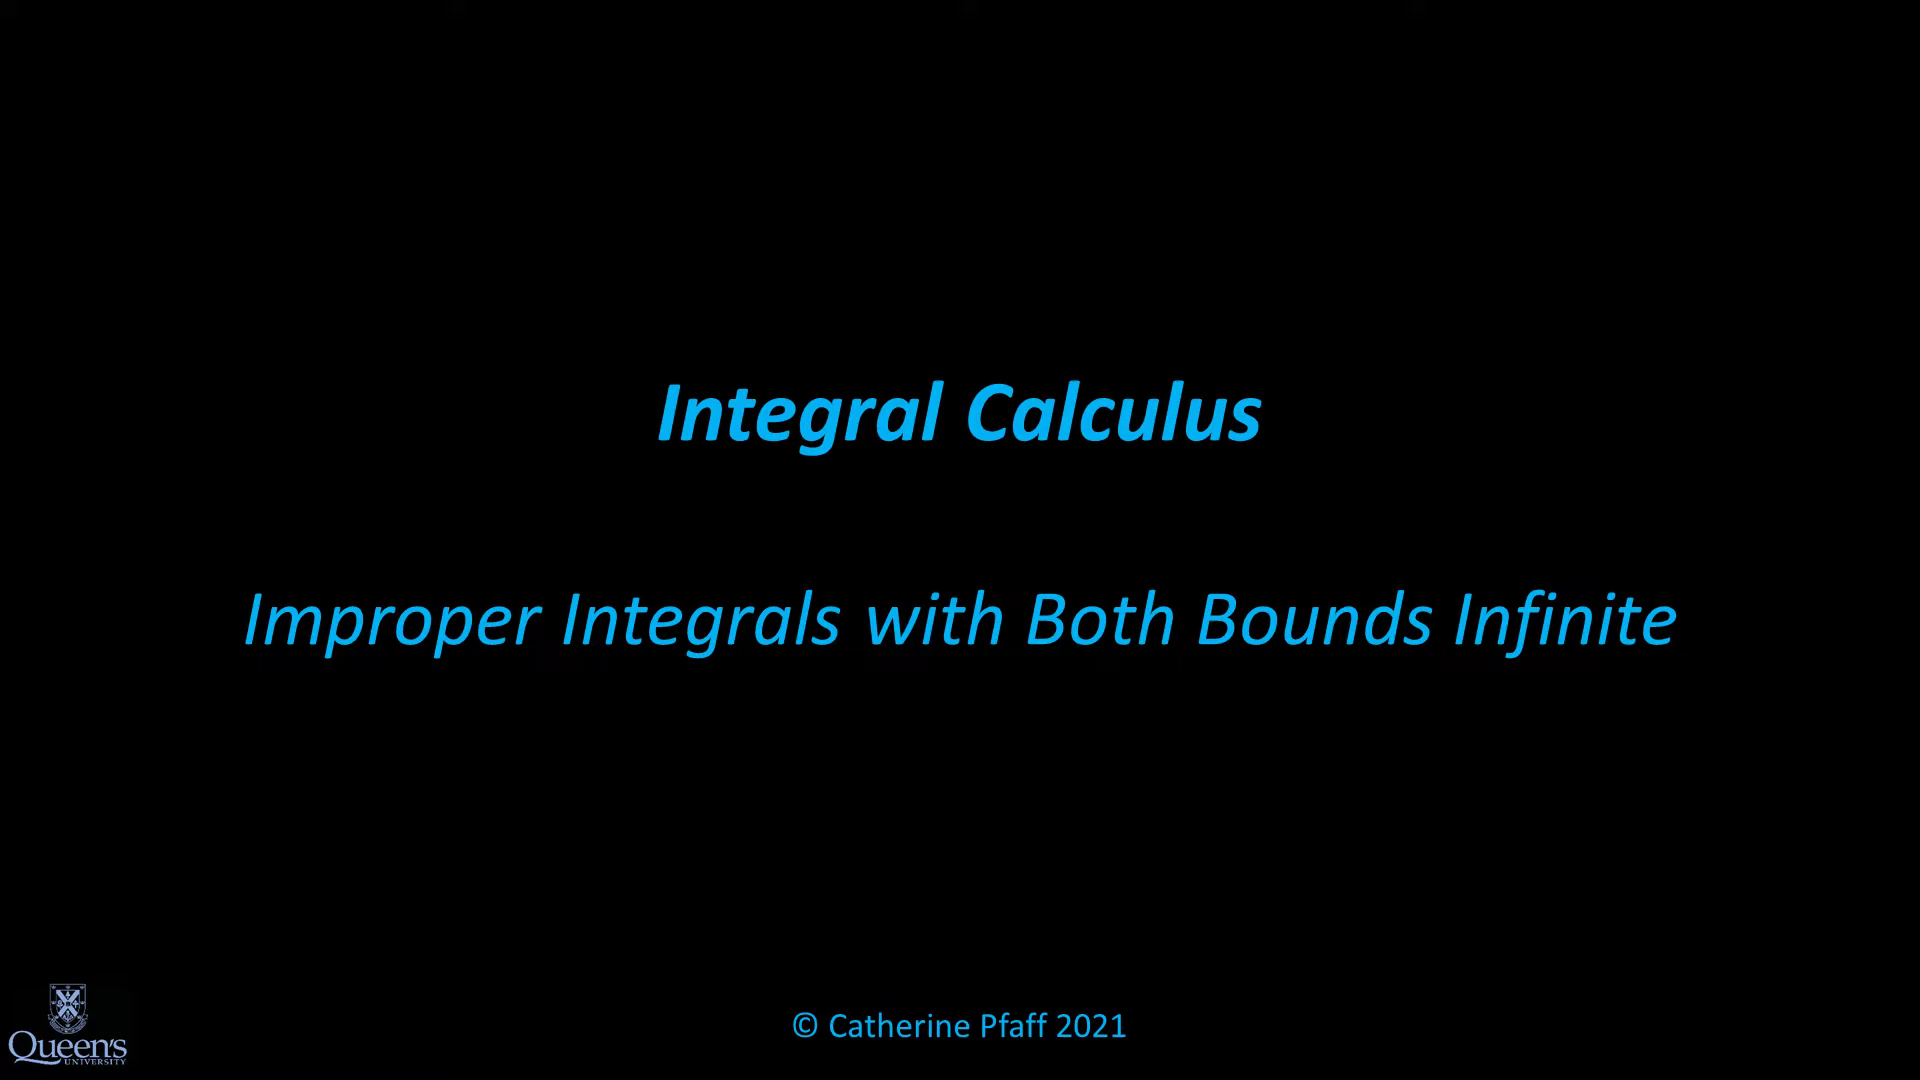 Integral Calculus
Improper Integrals with Both Bounds Infinite
© Catherine Pfaff 2021
Queen's
UNIVERSITY